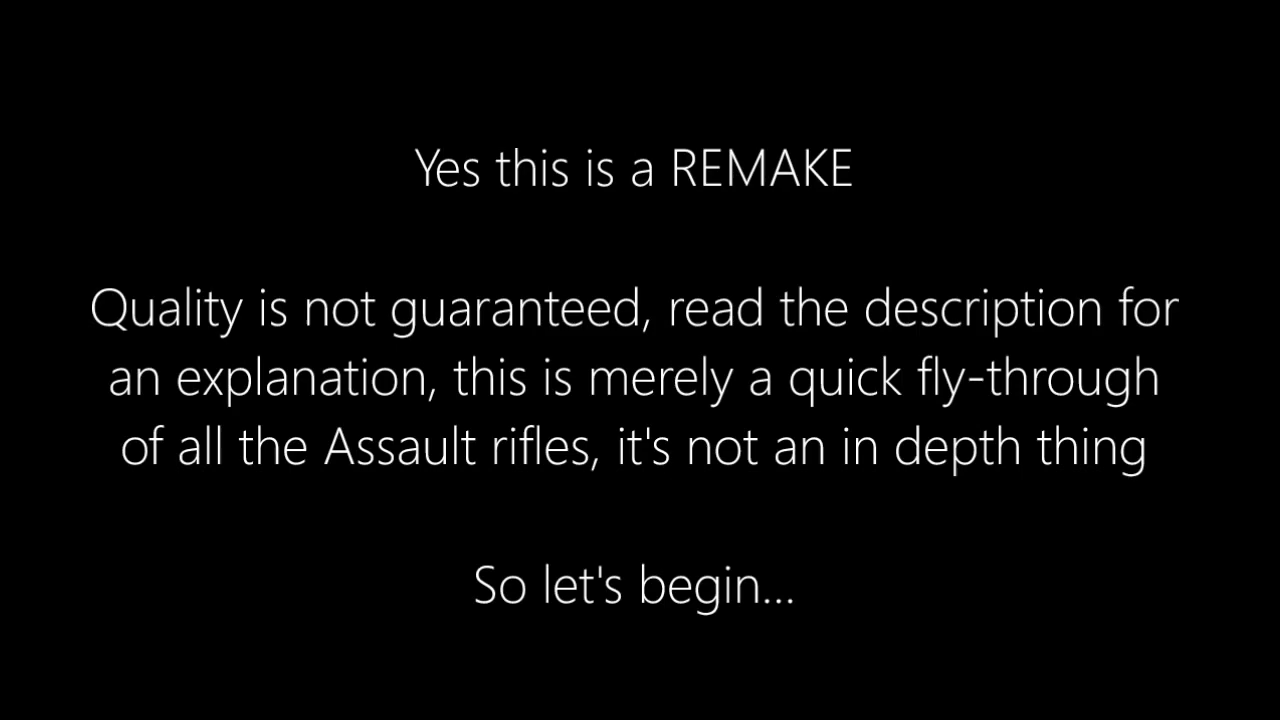 Yes this is a REMAKE
Quality is not guaranteed, read the description for
an explanation, this is merely a quick fly-through
of all the Assault rifles, it's not an in depth thing
So let's begin...